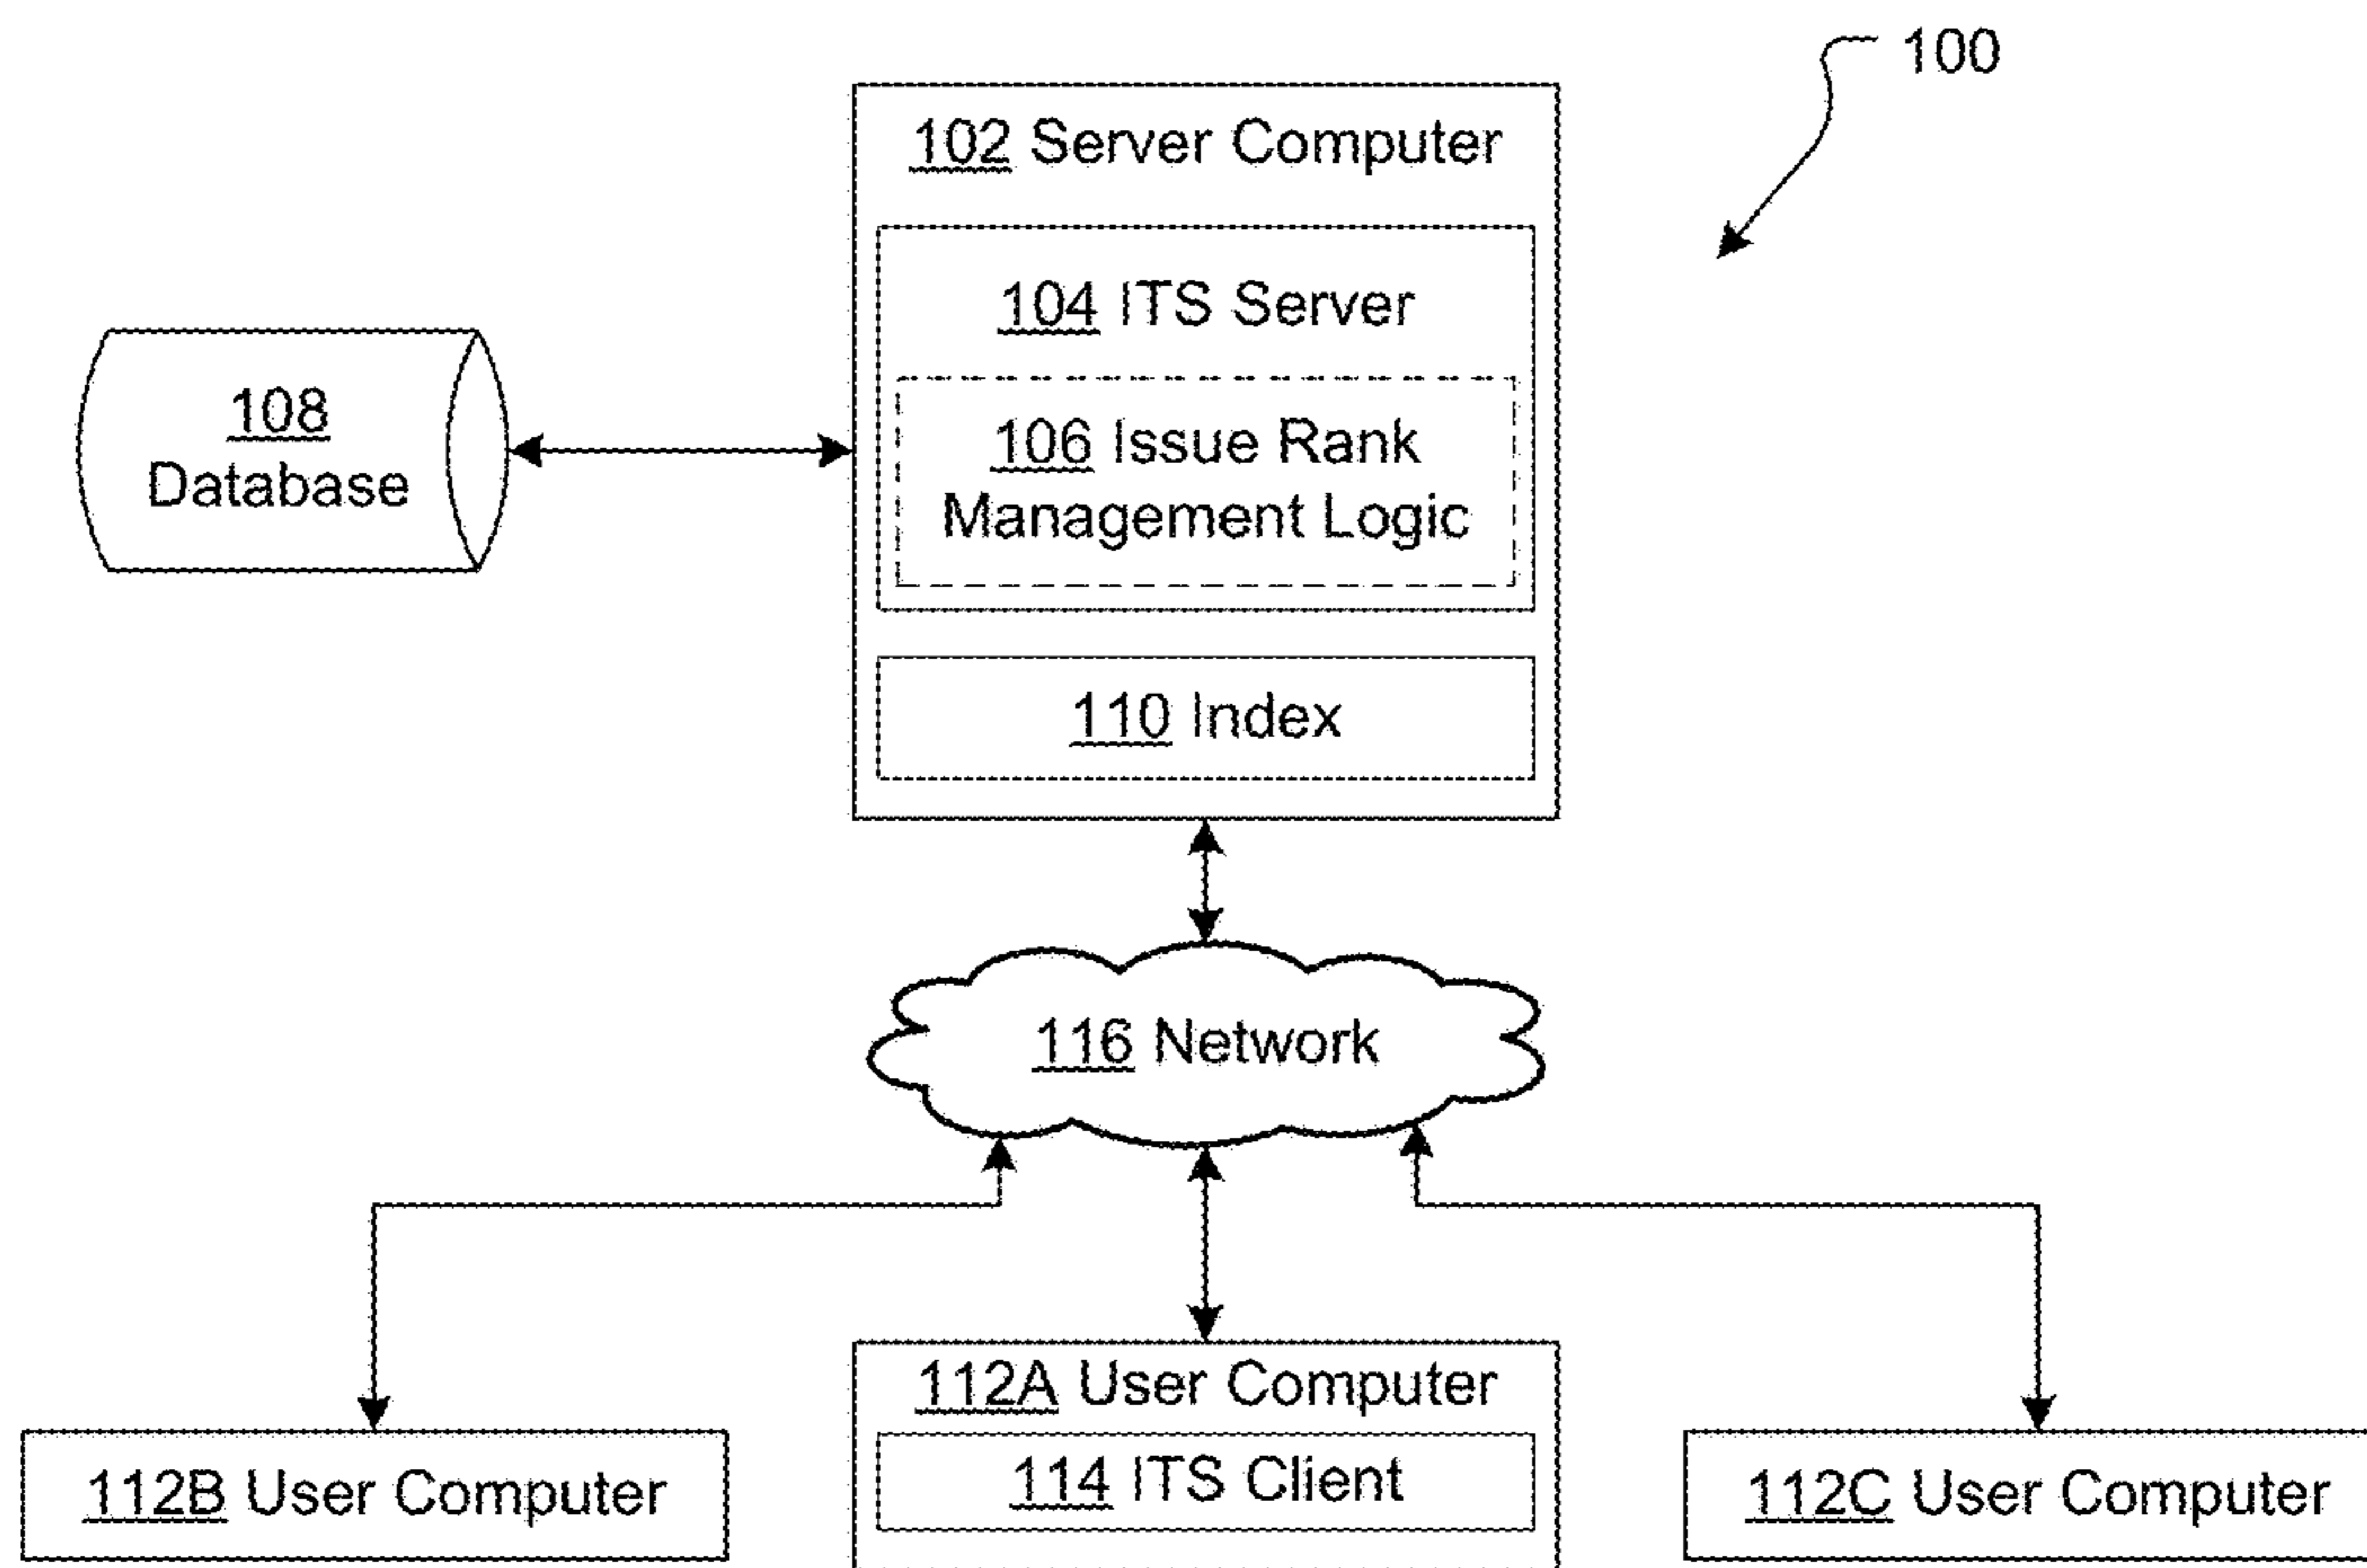 100
102 Server Computer
104 ITS Server
106 Issue Rank
Management Logic
108
Database
110 Index
116 Network
112A User Computer
114 ITS Client
112B User Computer
112C User Computer